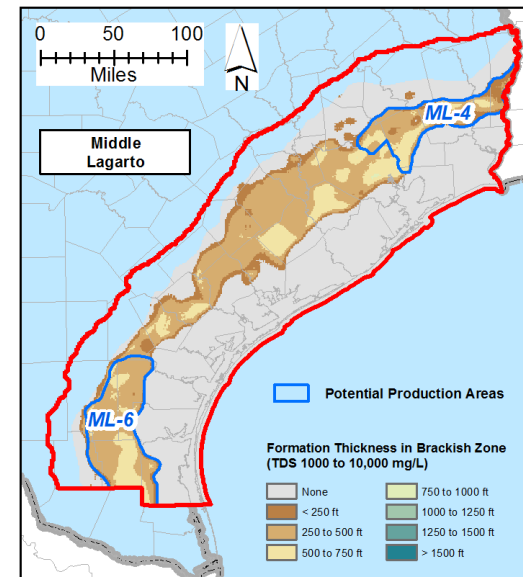 0 50 100
Miles
N
Middle
Lagarto
ML-4
ML-6
Potential Production Areas
Formation Thickness in Brackish Zone
(TDS 1000 to 10,000 mg/L)
None
< 250 ft
250 to 500 ft
500 to 750 ft
750 to 1000 ft
1000 to 1250 ft
1250 to 1500 ft
> 1500 ft